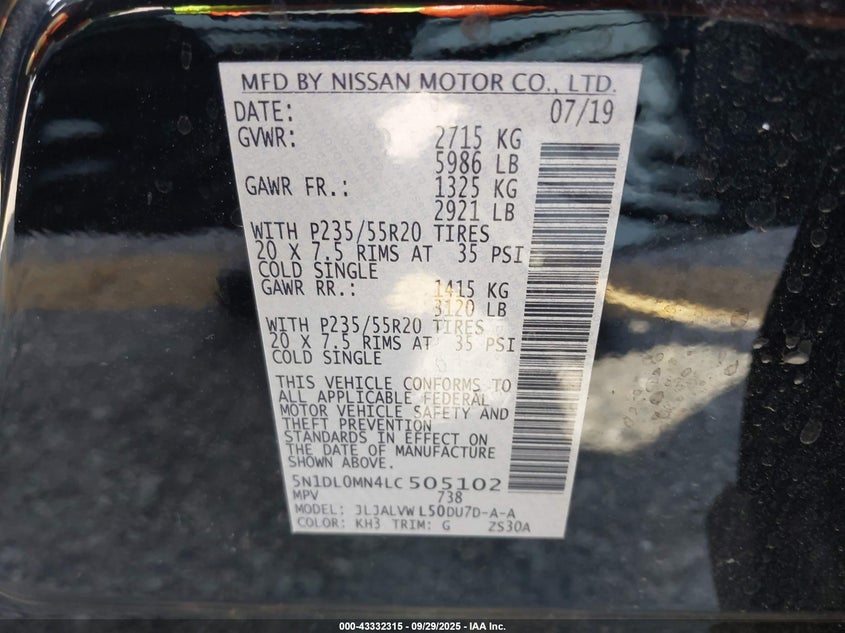 MFD BY NISSAN MOTOR CO., LTD.
DATE: 07/19
GVWR: 2715 KG
5986 LB
GAWR FR.: 1325 KG
2921 LB
WITH P235/55R20 TIRES
20 X 7.5 RIMS AT 35 PSI
COLD SINGLE
GAWR RR.: 1415 KG
3120 LB
WITH P235/55R20 TIRES
20 X 7.5 RIMS AT 35 PSI
COLD SINGLE
THIS VEHICLE CONFORMS TO
ALL APPLICABLE FEDERAL
MOTOR VEHICLE SAFETY AND
THEFT PREVENTION
STANDARDS IN EFFECT ON
THE DATE OF MANUFACTURE
SHOWN ABOVE.
5N1DL0MN4LC505102
MPV 738
MODEL: JLJALVWL50DU7D-A-A
COLOR: KH3 TRIM: G ZS30A
000-43332315 - 09/29/2025 - IAA Inc.